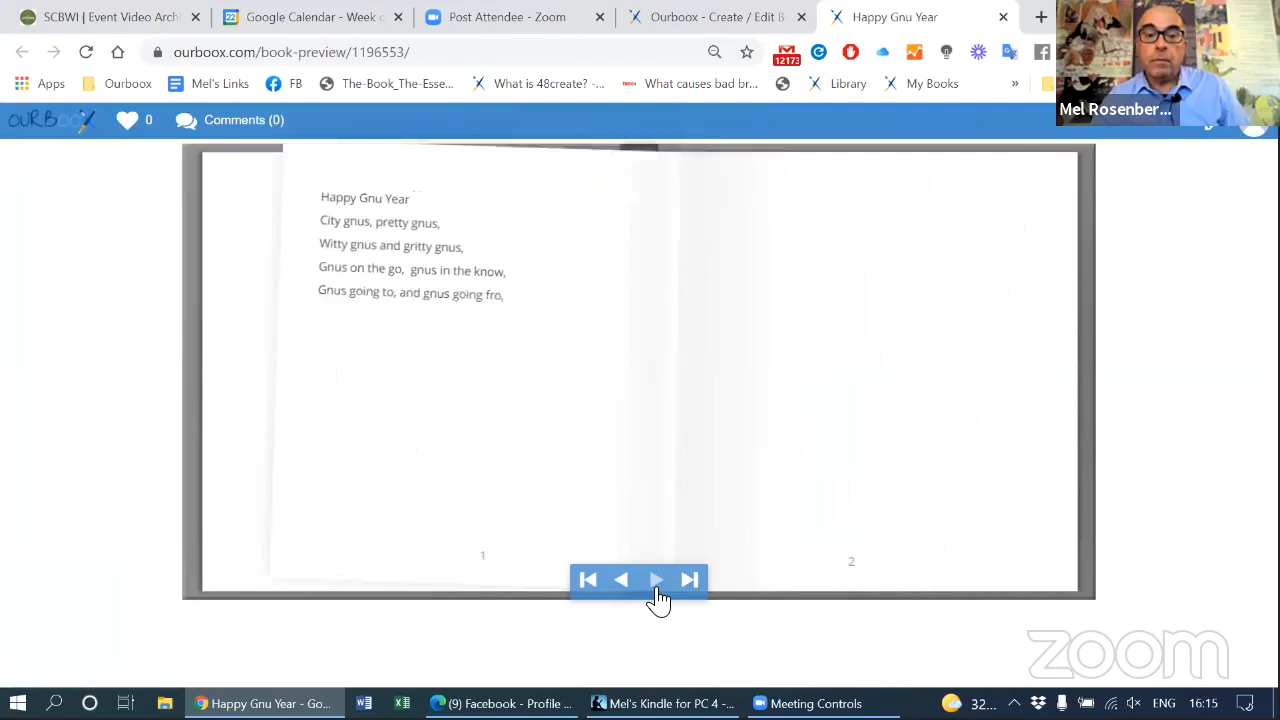 SCBWI | Event Video Arch
Google Calendar - Week o
Post Attendee - Zoom
Ourboox - Create / Edit B
Happy Gnu Year
ourboox.com/book-preview/1196553/
12173
Apps
Ourboox
Mel's Links
FB
What is 4sCreate? -...
What causes bad br...
Library
My Books
»
Mel Rosenber...
OURBOOX
0
Comments (0)
Happy Gnu Year
City gnus, pretty gnus,
Witty gnus and gritty gnus,
Gnus on the go, gnus in the know,
Gnus going to, and gnus going fro,
1
2
zoom
Happy Gnu Year - Go...
(9) Facebook - Profile ...
Mel's Kindle for PC 4 - ...
Meeting Controls
32...
ENG
16:15